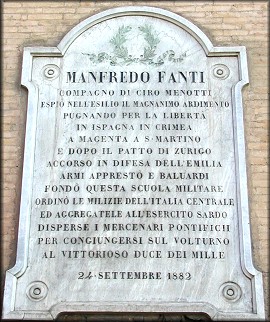 MANFREDO FANTI
COMPAGNO DI CIRO MENOTTI
ESPIÒ NELL'ESILIO IL MAGNANIMO ARDIMENTO
PUGNANDO PER LA LIBERTÀ
IN ISPAGNA IN CRIMEA
A MAGENTA A S. MARTINO
E DOPO IL PATTO DI ZURIGO
ACCORSO IN DIFESA DELL'EMILIA
ARMI APPRESTÒ E BALUARDI
FONDÒ QUESTA SCUOLA MILITARE
ORDINÒ LE MILIZIE DELL'ITALIA CENTRALE
ED AGGREGATELE ALL'ESERCITO SARDO
DISPERSE I MERCENARI PONTIFICII
PER CONGIUNGERSI SUL VOLTURNO
AL VITTORIOSO DUCE DEI MILLE
24 · SETTEMBRE 1882